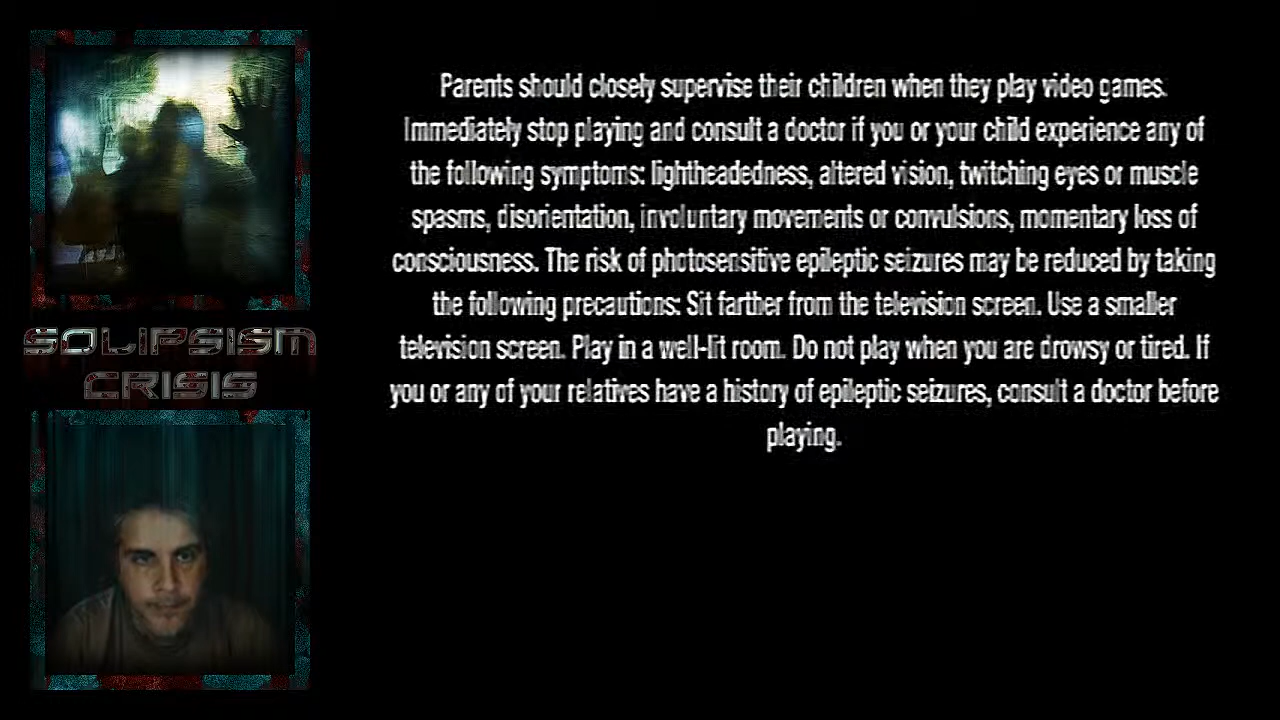 SOLIPSISM
CRISIS
Parents should closely supervise their children when they play video games.
Immediately stop playing and consult a doctor if you or your child experience any of
the following symptoms: lightheadedness, altered vision, twitching eyes or muscle
spasms, disorientation, involuntary movements or convulsions, momentary loss of
consciousness. The risk of photosensitive epileptic seizures may be reduced by taking
the following precautions: Sit farther from the television screen. Use a smaller
television screen. Play in a well-lit room. Do not play when you are drowsy or tired. If
you or any of your relatives have a history of epileptic seizures, consult a doctor before
playing.